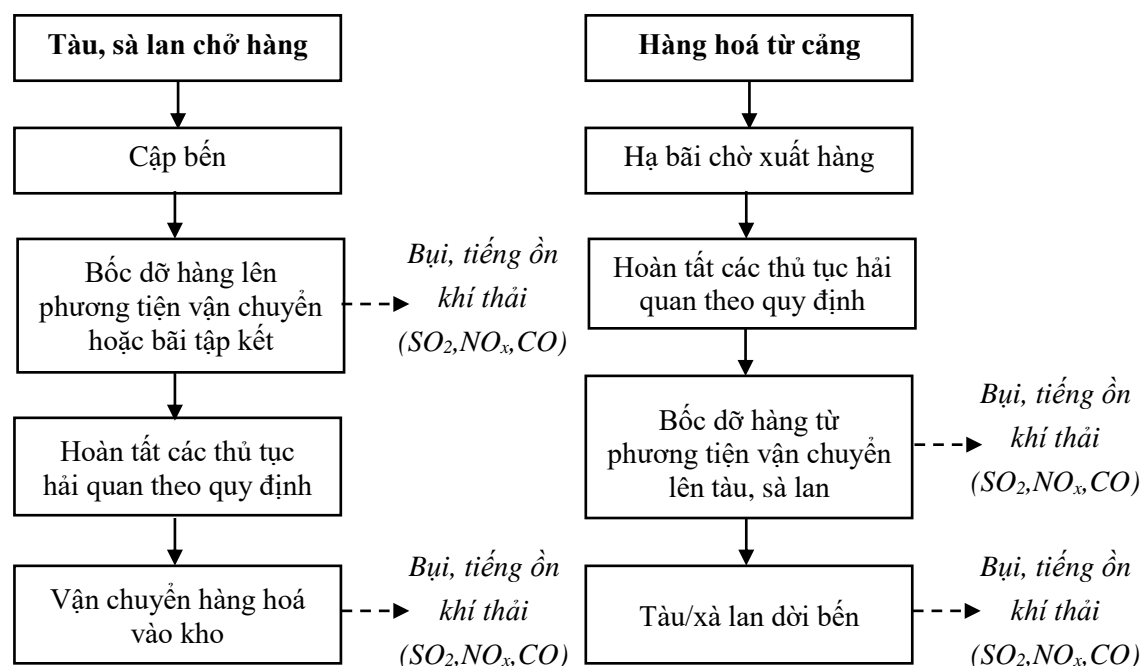 Tàu, sà lan chở hàng
Cập bến
Bốc dỡ hàng lên
phương tiện vận chuyển
hoặc bãi tập kết
Bụi, tiếng ồn
khí thải
(SO₂,NOₓ,CO)
Hoàn tất các thủ tục
hải quan theo quy định
Vận chuyển hàng hoá
vào kho
Bụi, tiếng ồn
khí thải
(SO₂,NOₓ,CO)
Hàng hoá từ cảng
Hạ bãi chờ xuất hàng
Hoàn tất các thủ tục hải
quan theo quy định
Bốc dỡ hàng từ
phương tiện vận chuyển
lên tàu, sà lan
Bụi, tiếng ồn
khí thải
(SO₂,NOₓ,CO)
Tàu/xà lan dời bến
Bụi, tiếng ồn
khí thải
(SO₂,NOₓ,CO)